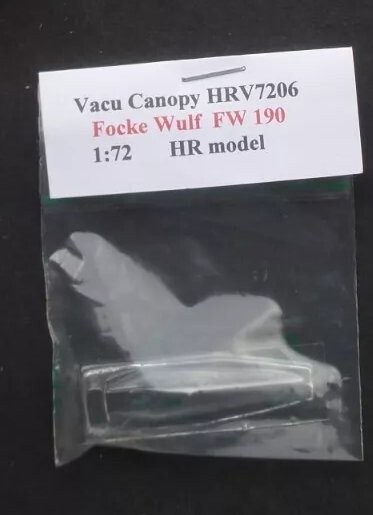 Vacu Canopy HRV7206
Focke Wulf FW 190
1:72 HR model